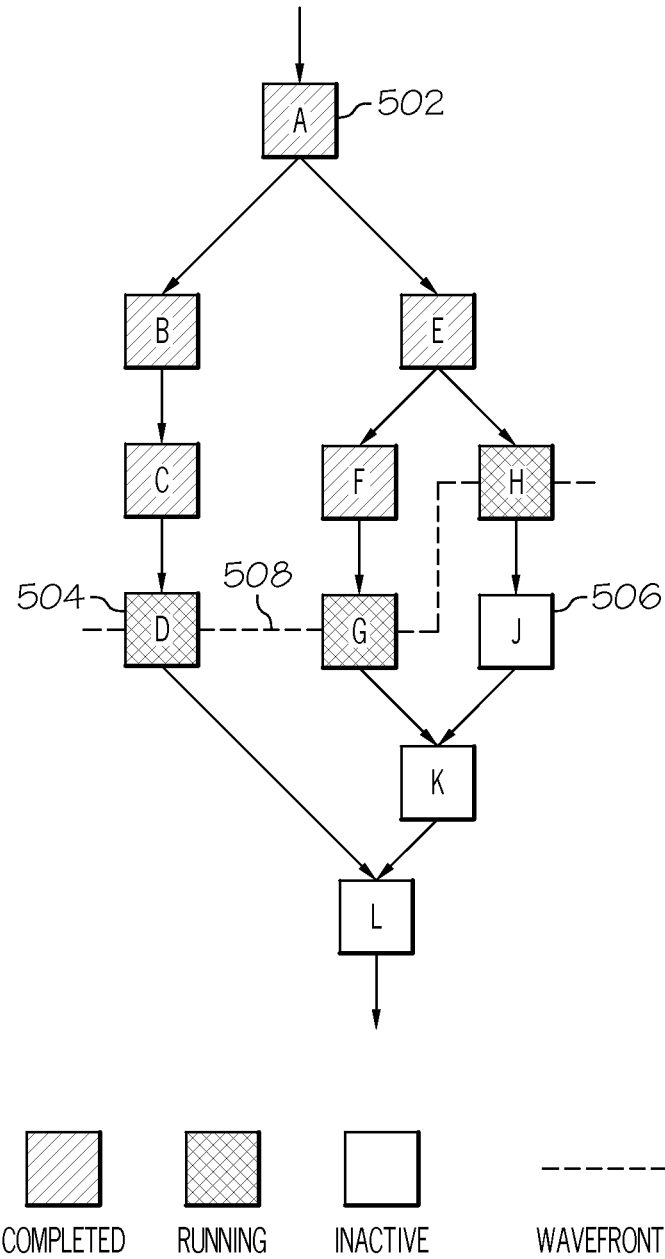 A
502
B
E
C
F
H
508
504
D
G
J
506
K
L
COMPLETED
RUNNING
INACTIVE
WAVEFRONT